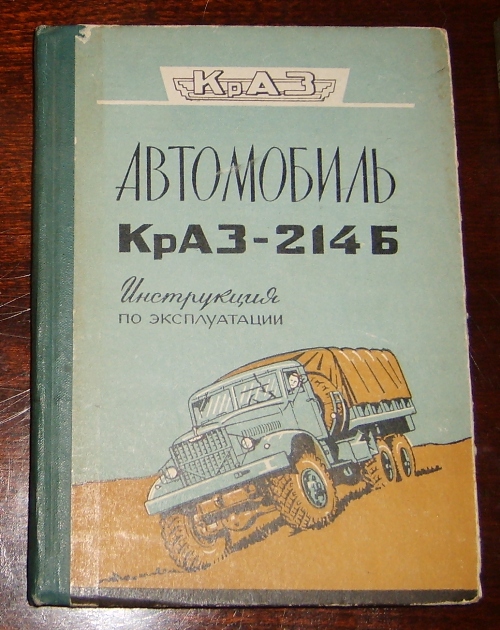 КрАЗ
АВТОМОБИЛЬ
КрАЗ-214Б
Инструкция
ПО ЭКСПЛУАТАЦИИ